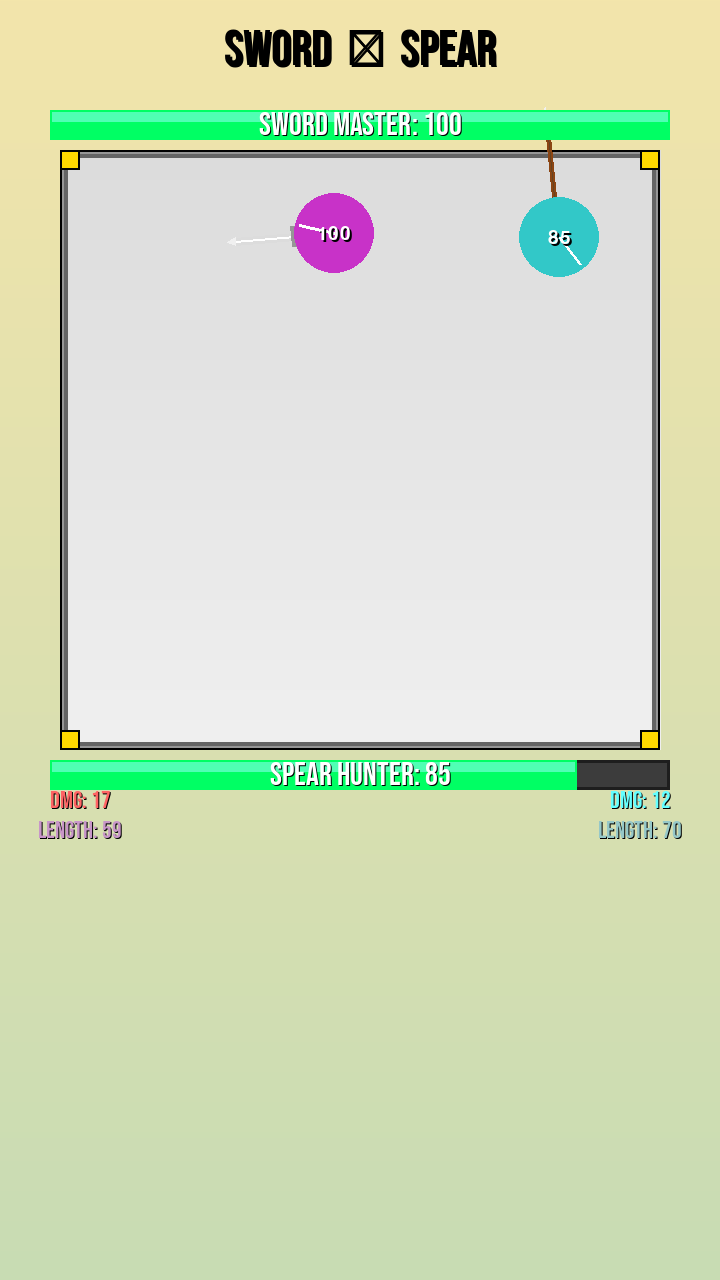 SWORD ☒ SPEAR
SWORD MASTER: 100
100
85
SPEAR HUNTER: 85
DMG: 17
DMG: 12
LENGTH: 59
LENGTH: 70